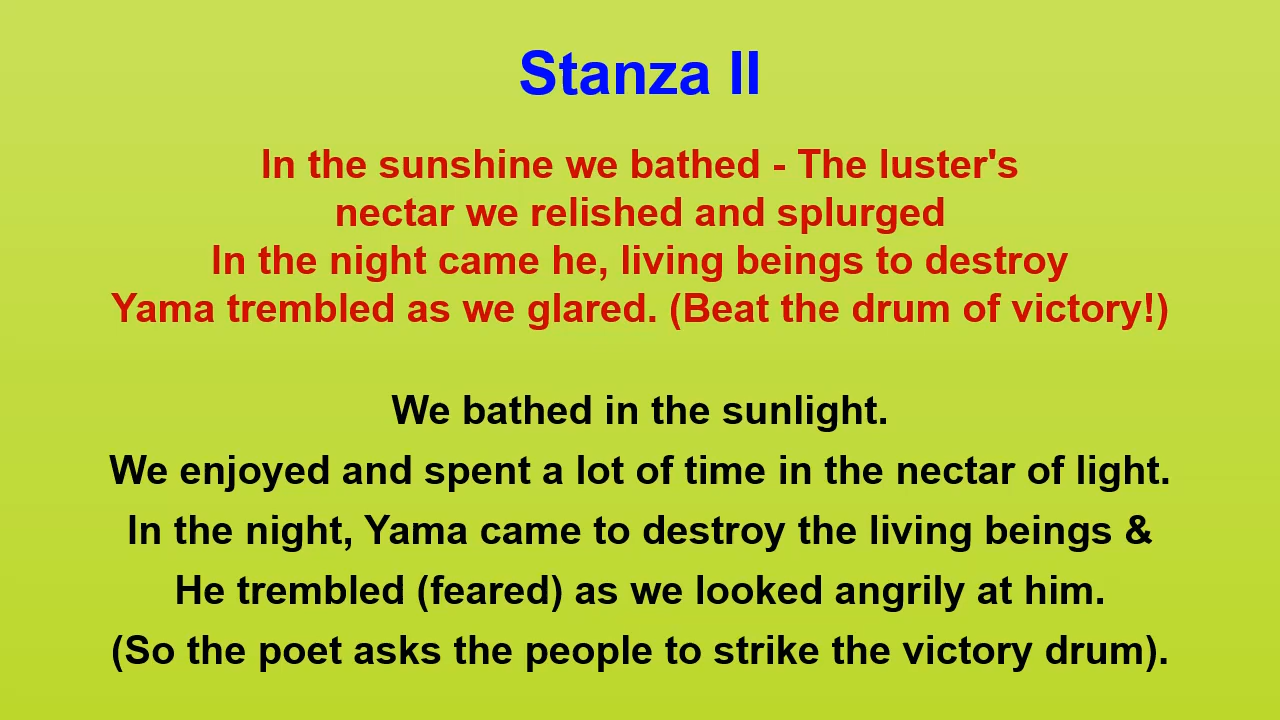 Stanza II
In the sunshine we bathed - The luster's
nectar we relished and splurged
In the night came he, living beings to destroy
Yama trembled as we glared. (Beat the drum of victory!)
We bathed in the sunlight.
We enjoyed and spent a lot of time in the nectar of light.
In the night, Yama came to destroy the living beings &
He trembled (feared) as we looked angrily at him.
(So the poet asks the people to strike the victory drum).